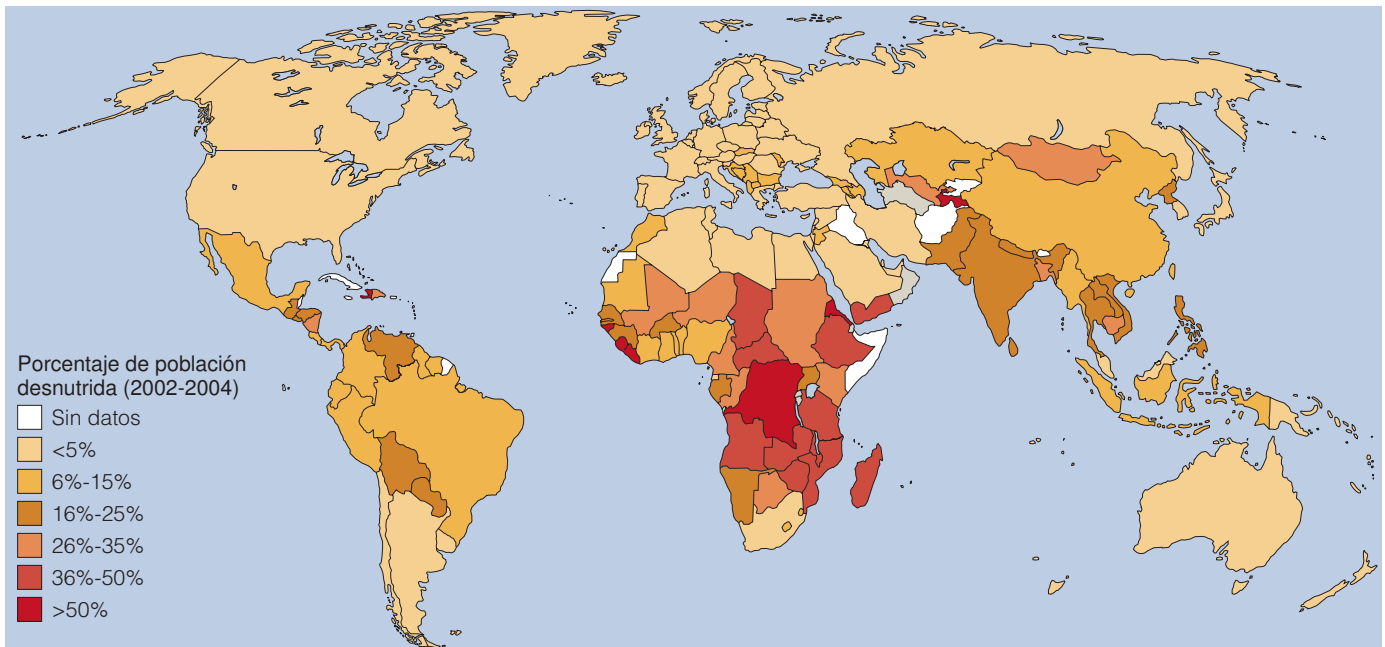 Porcentaje de población
desnutrida (2002-2004)
Sin datos
<5%
6%-15%
16%-25%
26%-35%
36%-50%
>50%